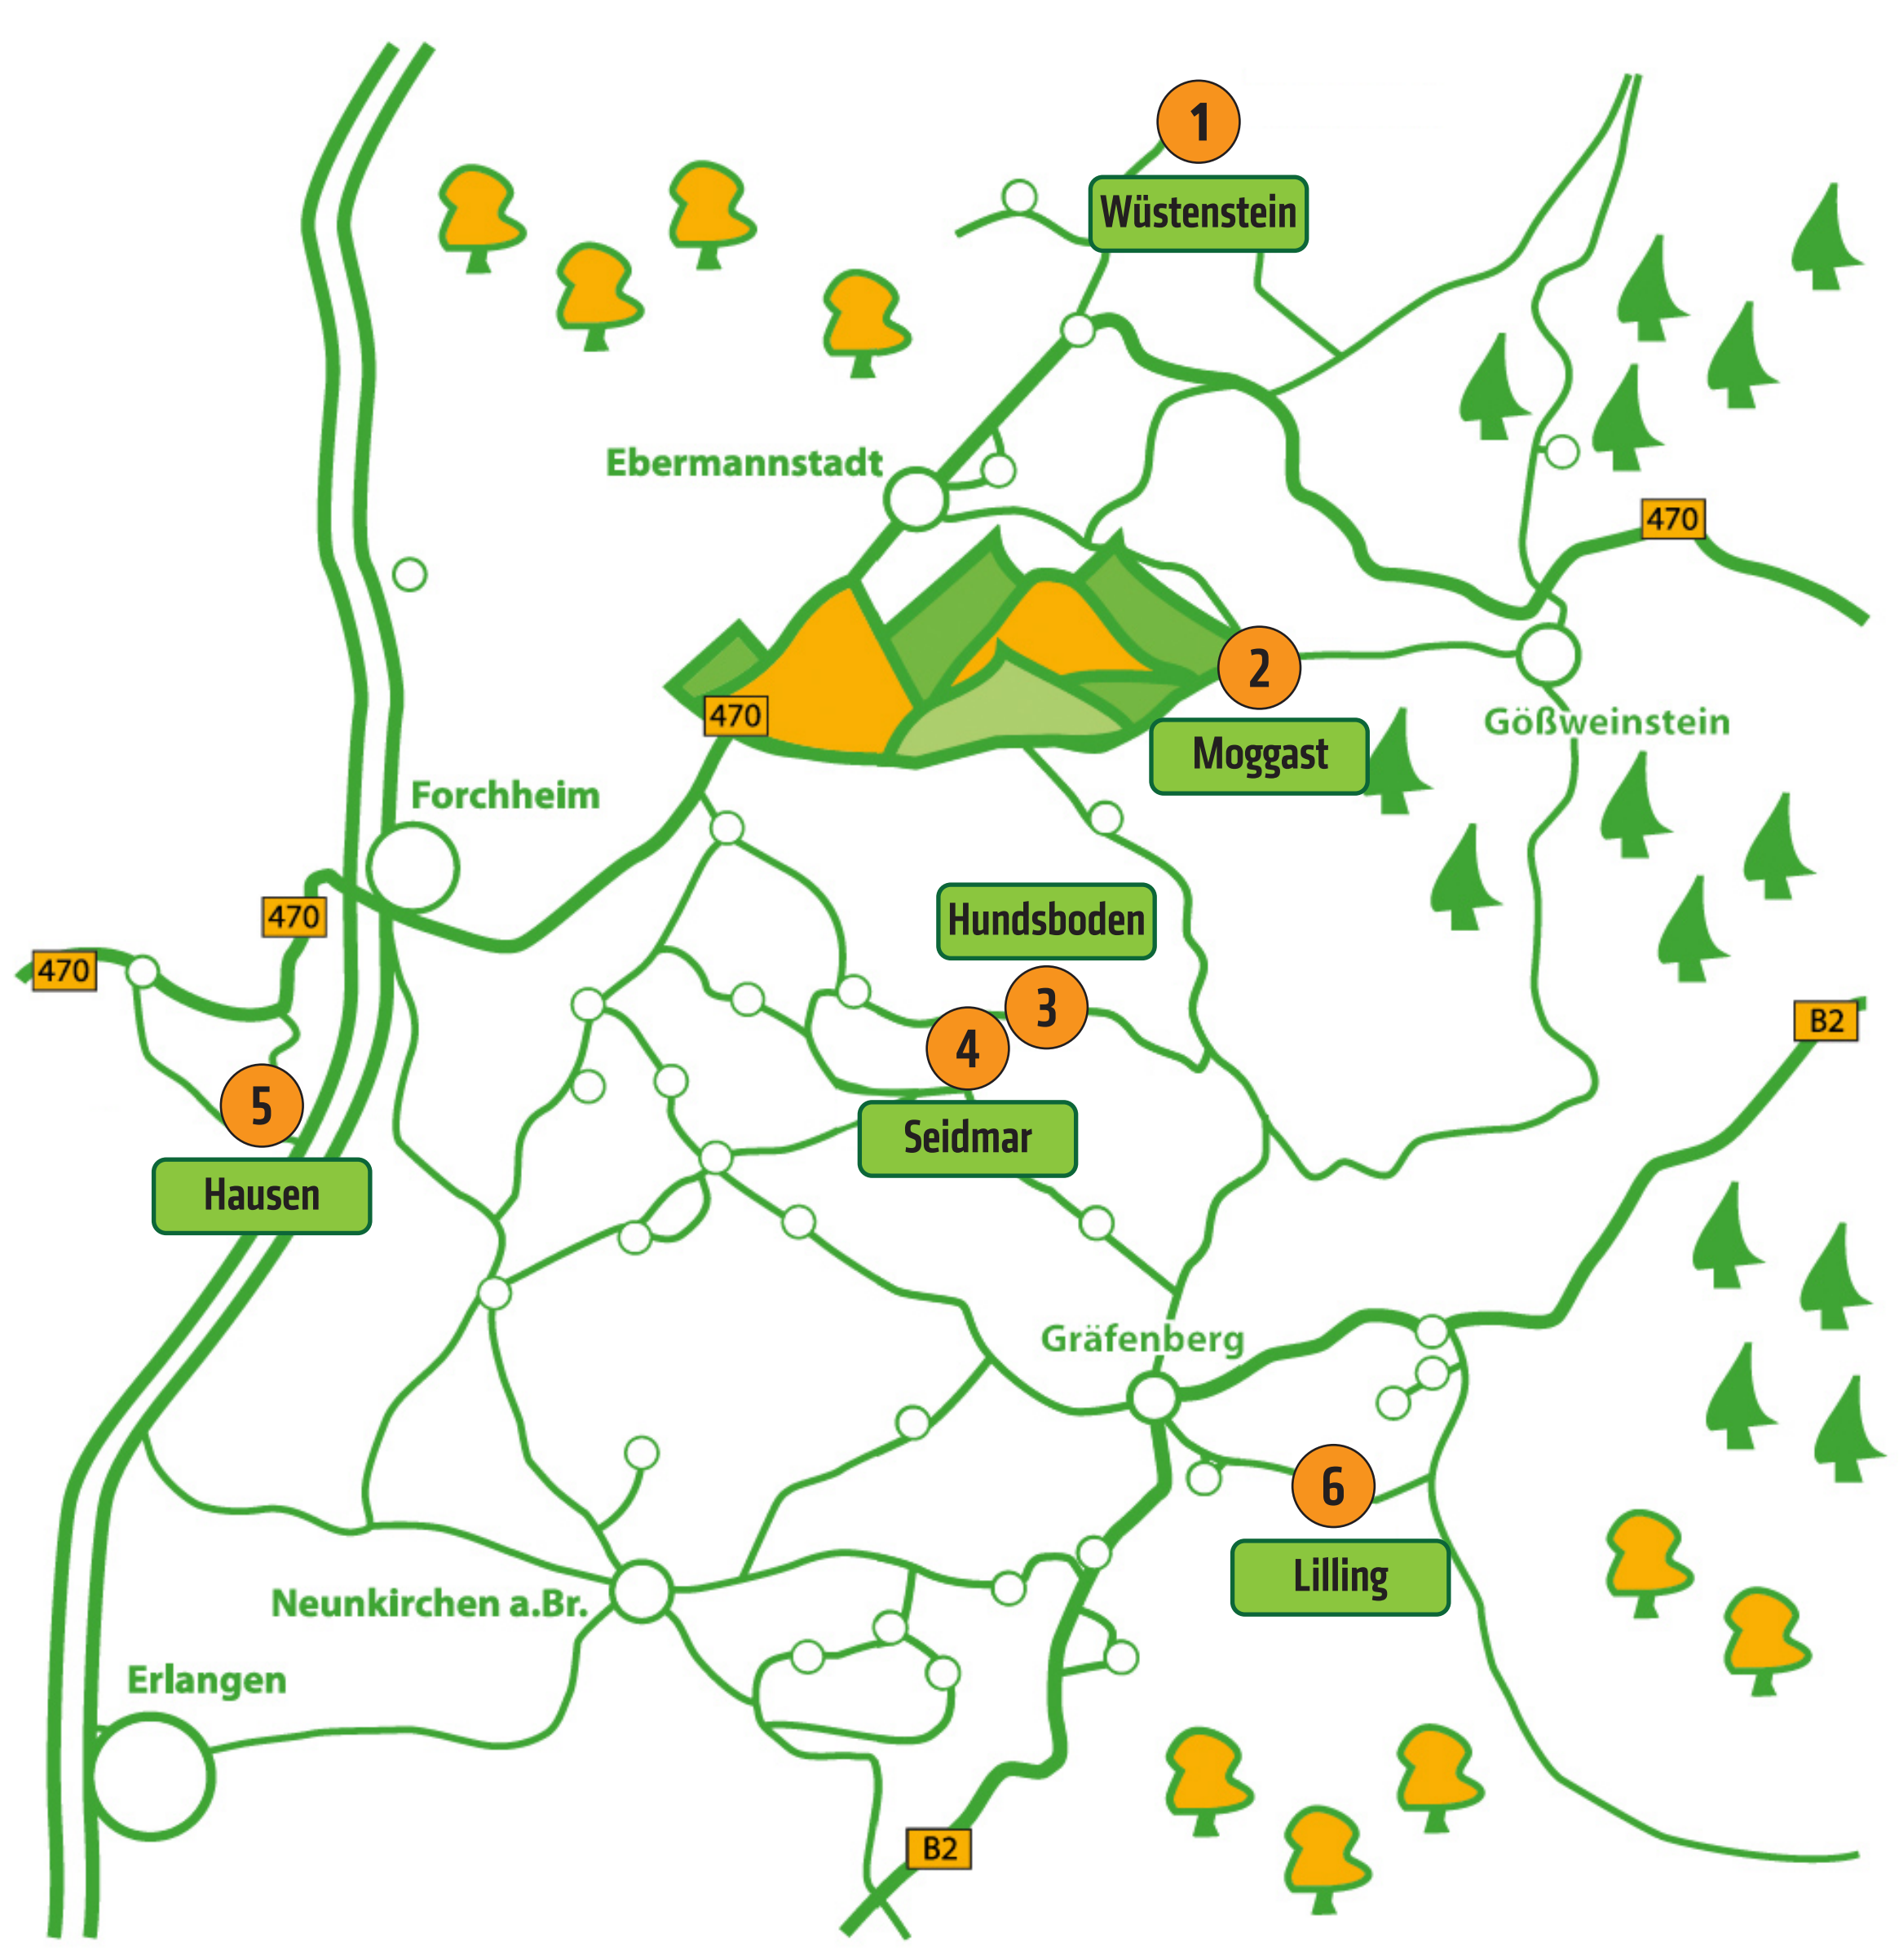 1
Wüstenstein
Ebermannstadt
470
2
470
Gößweinstein
Moggast
Forchheim
470
Hundsboden
470
3
B2
4
5
Seidmar
Hausen
Gräfenberg
6
Lilling
Neunkirchen a.Br.
Erlangen
B2